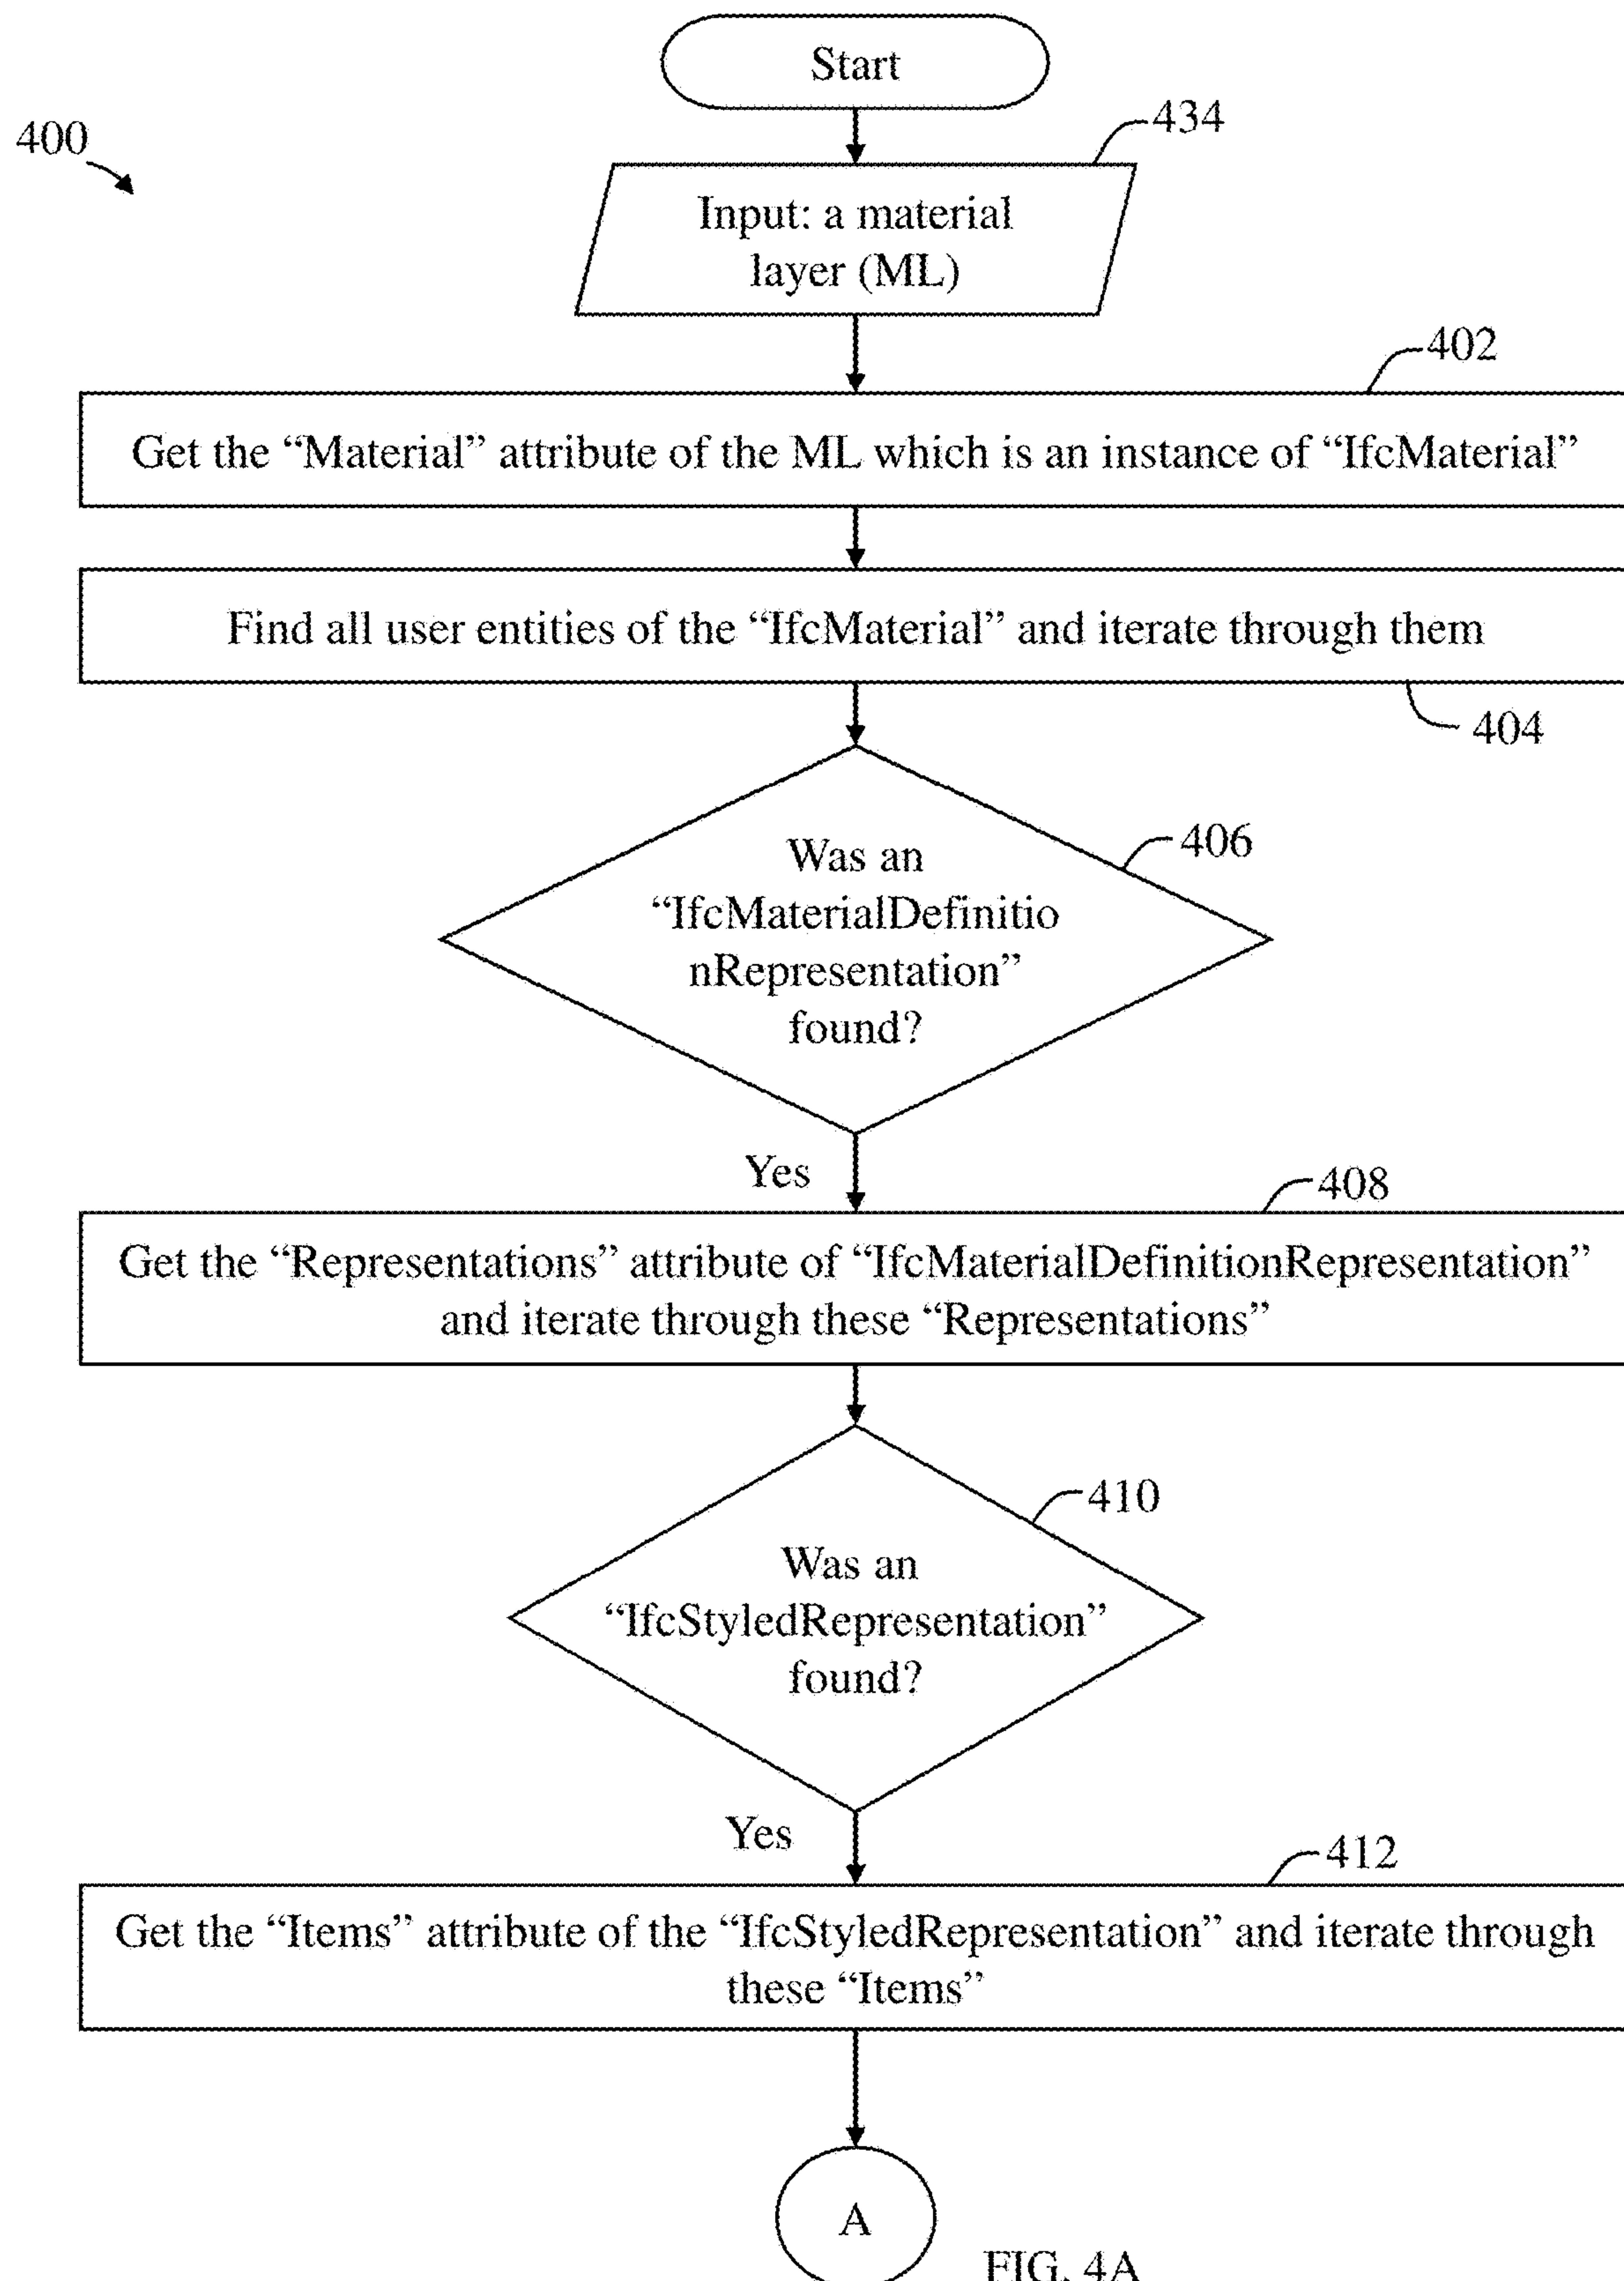 Start
400
434
Input: a material
layer (ML)
402
Get the “Material” attribute of the ML which is an instance of “IfcMaterial”
Find all user entities of the “IfcMaterial” and iterate through them
404
406
Was an
“IfcMaterialDefinitio
nRepresentation”
found?
Yes
408
Get the “Representations” attribute of “IfcMaterialDefinitionRepresentation”
and iterate through these “Representations”
410
Was an
“IfcStyledRepresentation”
found?
Yes
412
Get the “Items” attribute of the “IfcStyledRepresentation” and iterate through
these “Items”
A
FIG. 4A